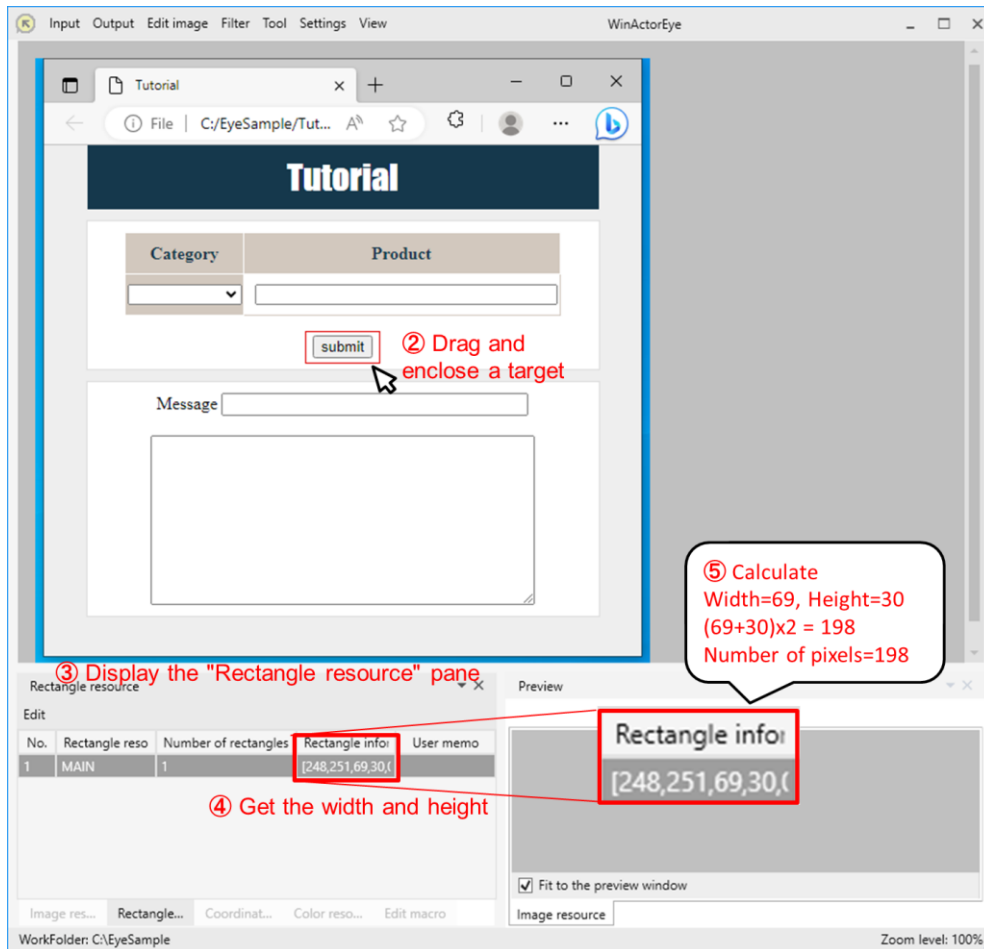 Input Output Edit image Filter Tool Settings View WinActorEye
Tutorial
File C:/EyeSample/Tut...
Tutorial
Category Product
submit
② Drag and
enclose a target
Message
⑤ Calculate
Width=69, Height=30
(69+30)x2 = 198
Number of pixels=198
③ Display the "Rectangle resource" pane
Rectangle resource
Edit
No. Rectangle reso Number of rectangles Rectangle infor User memo
1 MAIN 1 [248,251,69,30,(
④ Get the width and height
Preview
Rectangle infor
[248,251,69,30,(
Fit to the preview window
Image res... Rectangle... Coordinat... Color reso... Edit macro
Image resource
WorkFolder: C:\EyeSample Zoom level: 100%